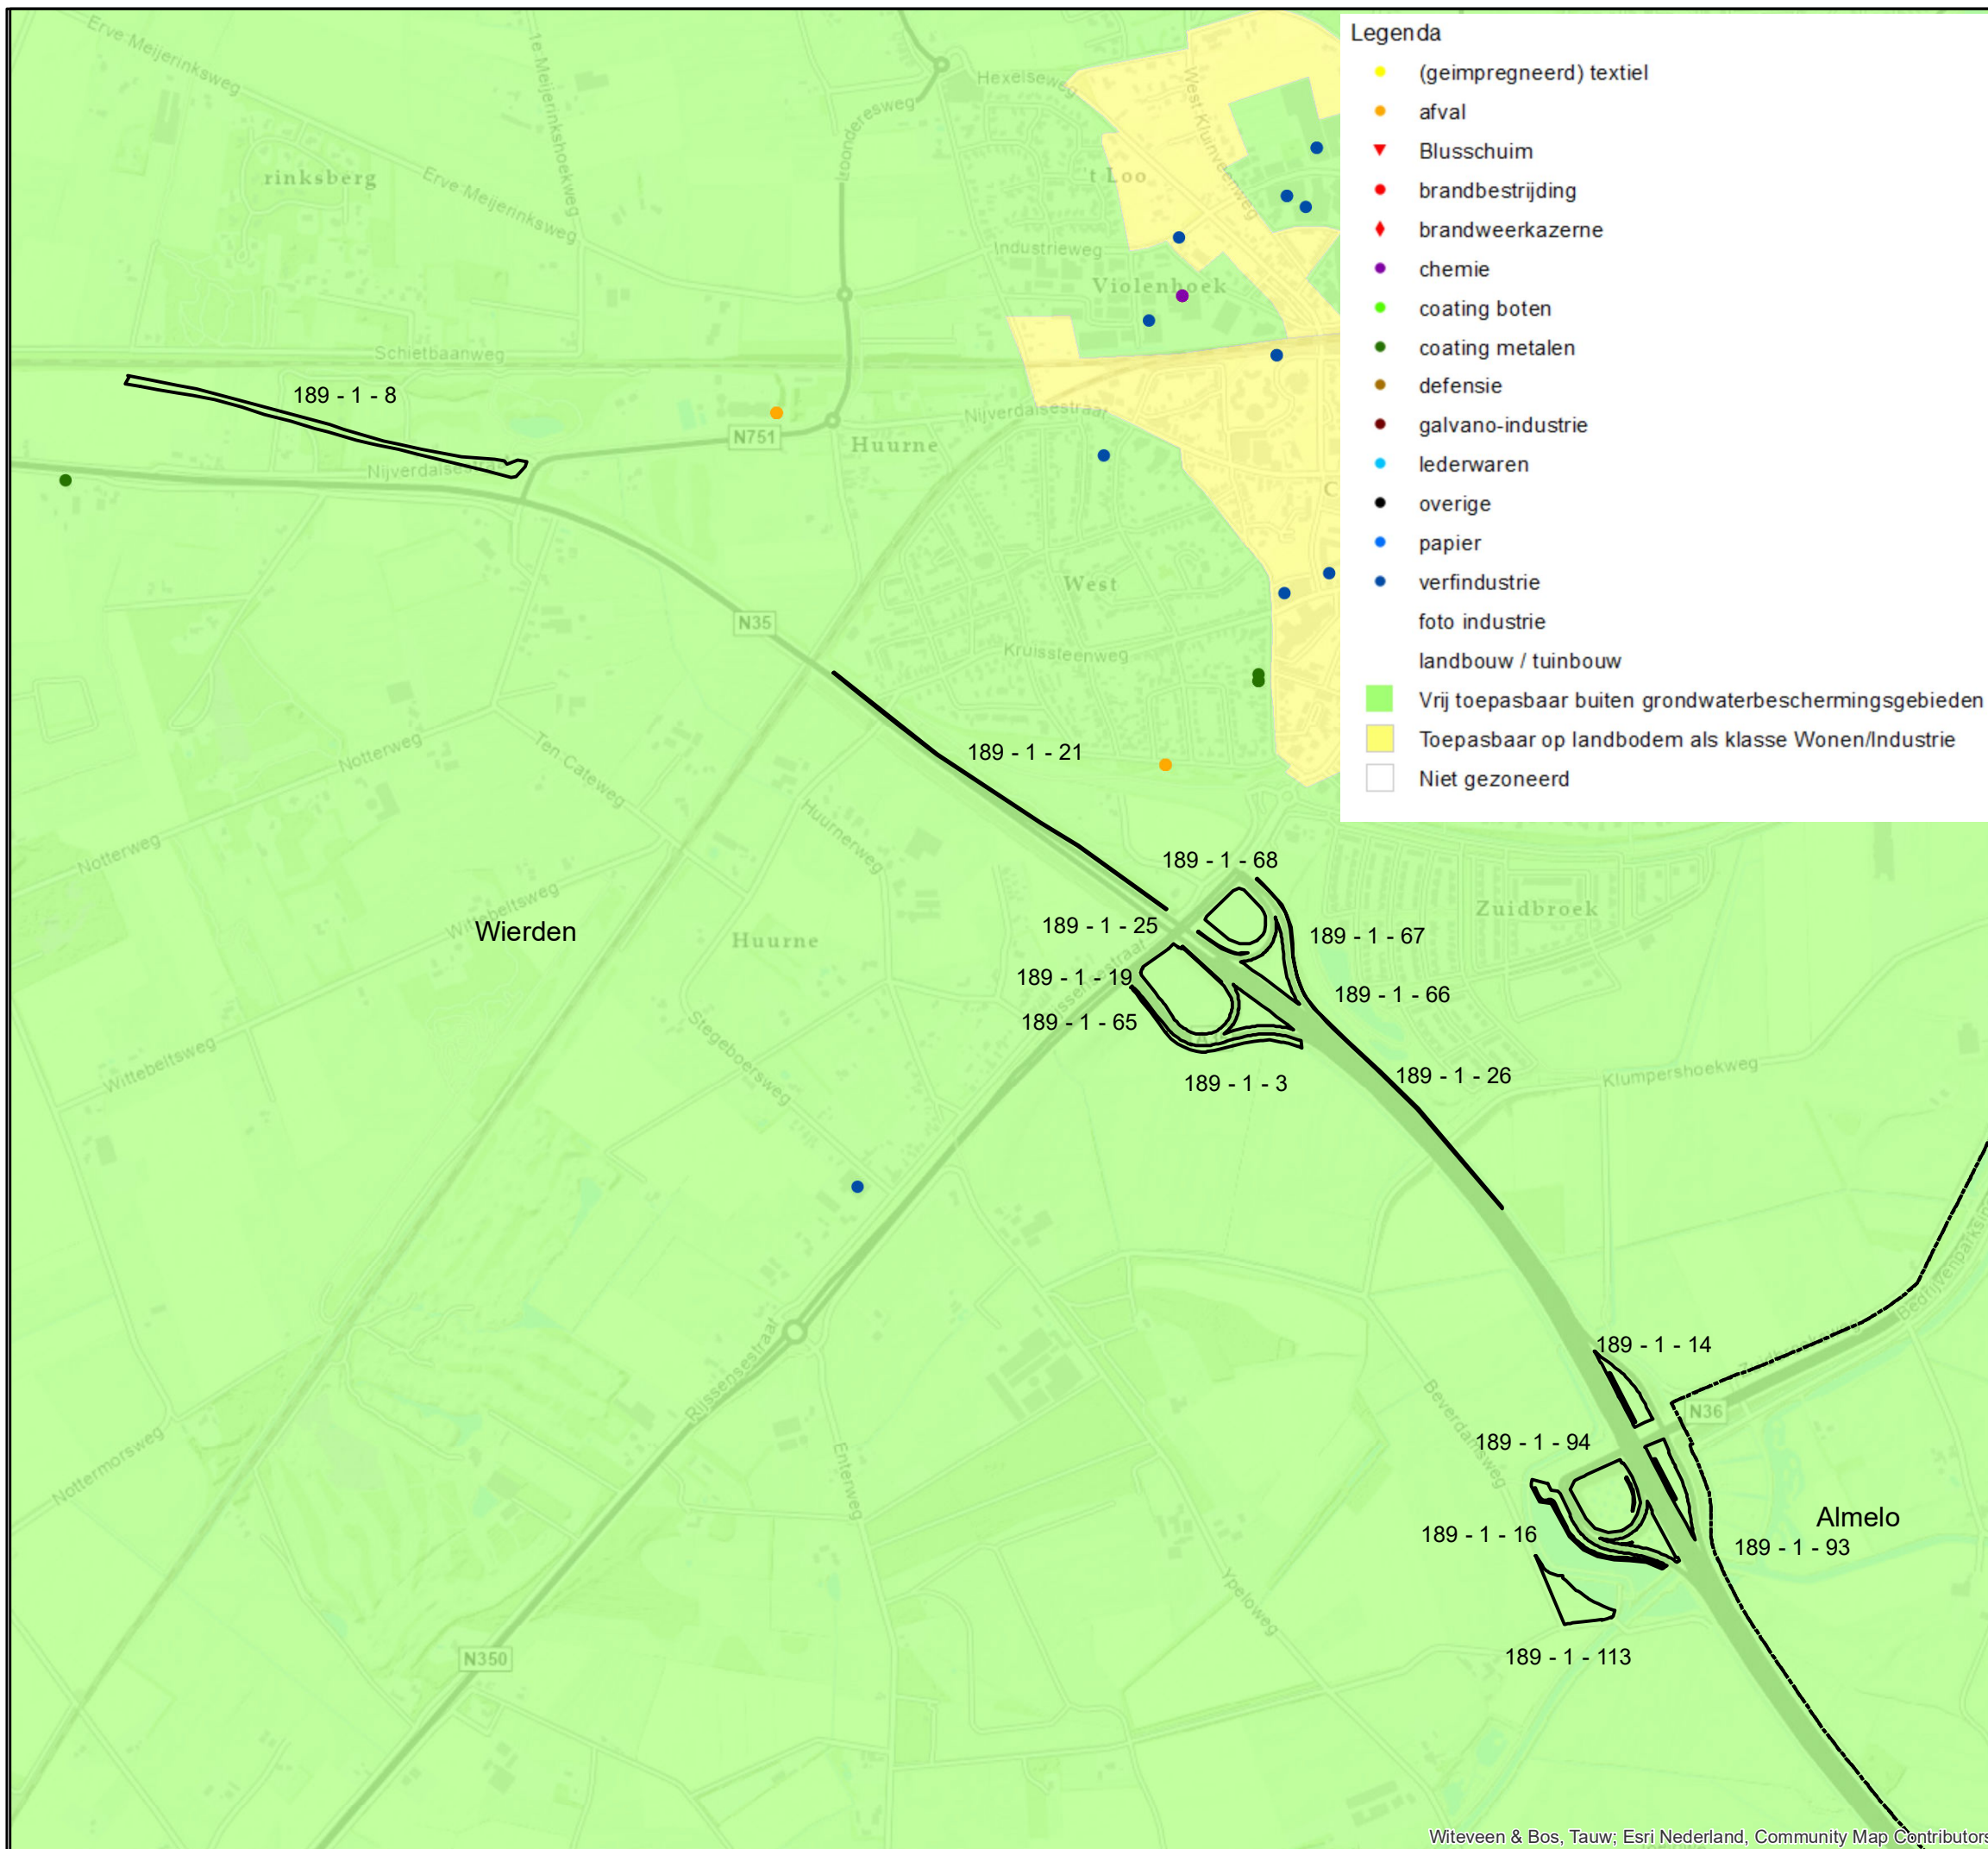 Legenda
(geimpregneerd) textiel
afval
Blusschuim
brandbestrijding
brandweerkazerne
chemie
coating boten
coating metalen
defensie
galvano-industrie
lederwaren
overige
papier
verfindustrie
foto industrie
landbouw / tuinbouw
Vrij toepasbaar buiten grondwaterbeschermingsgebieden
Toepasbaar op landbodem als klasse Wonen/Industrie
Niet gezoneerd
Erve Meijerinksweg
1e Meijerinkshoekweg
Hexelseweg
West Kluinveenweg
rinksberg
Erve Meijerinksweg
't Loo
Industrieweg
Violenhoek
Schietbaanweg
189 - 1 - 8
Nijverdalsestraat
N751
Huurne
Nijverdalsestraat
West
N35
Kruissteenweg
189 - 1 - 21
Notterweg
Ten Cateweg
Huurnerweg
Notterweg
189 - 1 - 68
Wittebeltsweg
Wierden
Huurne
189 - 1 - 25
189 - 1 - 67
Zuidbroek
189 - 1 - 19
189 - 1 - 66
189 - 1 - 65
Stegeboersweg
Wittebeltsweg
189 - 1 - 3
189 - 1 - 26
Klumpershoekweg
189 - 1 - 14
Rijssensestraat
N36
Beverdamsweg
189 - 1 - 94
Nottermorsweg
Enterweg
Almelo
189 - 1 - 16
189 - 1 - 93
Ypeloweg
N350
189 - 1 - 113
Witeveen & Bos, Tauw; Esri Nederland, Community Map Contributors